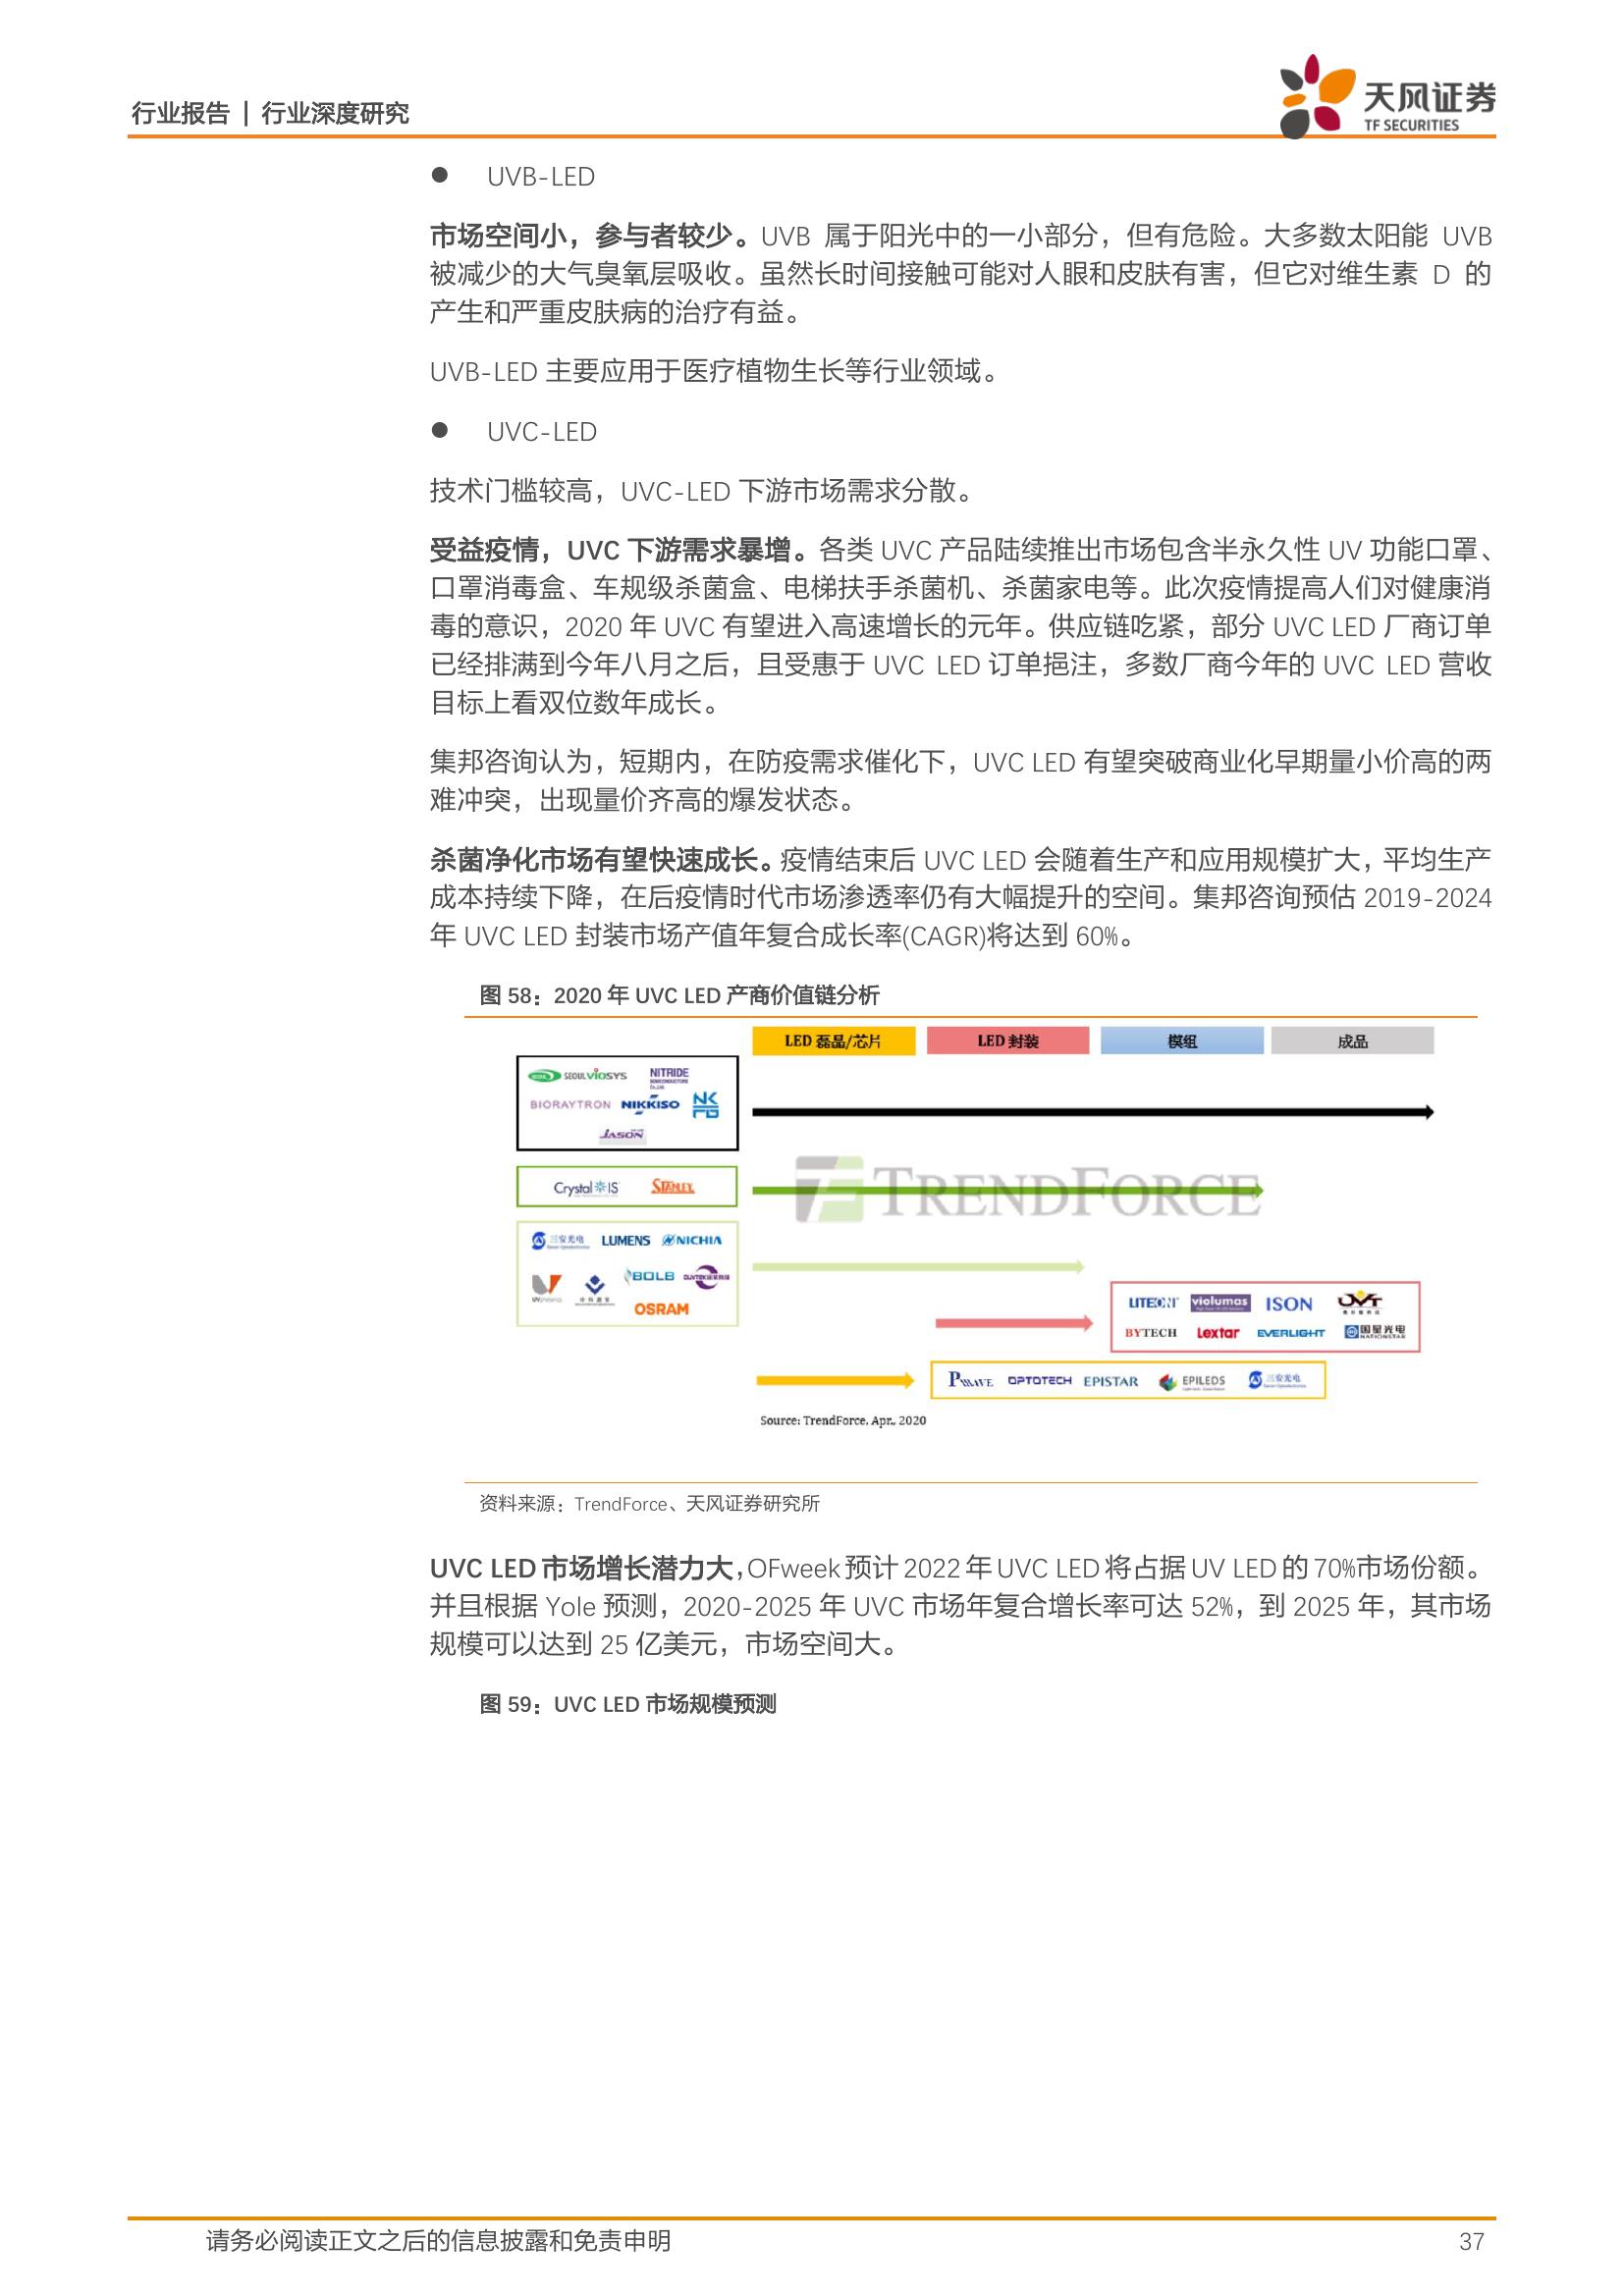 行业报告 | 行业深度研究
天风证券
TF SECURITIES
● UVB-LED
市场空间小，参与者较少。UVB 属于阳光中的一小部分，但有危险。大多数太阳能 UVB
被减少的大气臭氧层吸收。虽然长时间接触可能对人眼和皮肤有害，但它对维生素 D 的
产生和严重皮肤病的治疗有益。
UVB-LED 主要应用于医疗植物生长等行业领域。
● UVC-LED
技术门槛较高，UVC-LED 下游市场需求分散。
受益疫情，UVC 下游需求暴增。各类 UVC 产品陆续推出市场包含半永久性 UV 功能口罩、
口罩消毒盒、车规级杀菌盒、电梯扶手杀菌机、杀菌家电等。此次疫情提高人们对健康消
毒的意识，2020 年 UVC 有望进入高速增长的元年。供应链吃紧，部分 UVC LED 厂商订单
已经排满到今年八月之后，且受惠于 UVC LED 订单挹注，多数厂商今年的 UVC LED 营收
目标上看双位数年成长。
集邦咨询认为，短期内，在防疫需求催化下，UVC LED 有望突破商业化早期量小价高的两
难冲突，出现量价齐高的爆发状态。
杀菌净化市场有望快速成长。疫情结束后 UVC LED 会随着生产和应用规模扩大，平均生产
成本持续下降，在后疫情时代市场渗透率仍有大幅提升的空间。集邦咨询预估 2019-2024
年 UVC LED 封装市场产值年复合成长率(CAGR)将达到 60%。
图 58：2020 年 UVC LED 产商价值链分析
LED 磊晶/芯片 LED 封装 模组 成品
SEOUL VIOSYS NITRIDE
BIORAYTRON NIKKISO
JASON
TRENDFORCE
Crystal IS STANLEY
三安光电 LUMENS NICHIA
BOLB
OSRAM
LITEON violumas ISON UVT
BYTECH Lextar EVERLIGHT 国星光电
NATIONSTAR
OPTOTECH EPISTAR EPILEDS 三安光电
Source: TrendForce, Apr., 2020
资料来源：TrendForce、天风证券研究所
UVC LED 市场增长潜力大，OFweek 预计 2022 年 UVC LED 将占据 UV LED 的 70%市场份额。
并且根据 Yole 预测，2020-2025 年 UVC 市场年复合增长率可达 52%，到 2025 年，其市场
规模可以达到 25 亿美元，市场空间大。
图 59：UVC LED 市场规模预测
请务必阅读正文之后的信息披露和免责申明 37